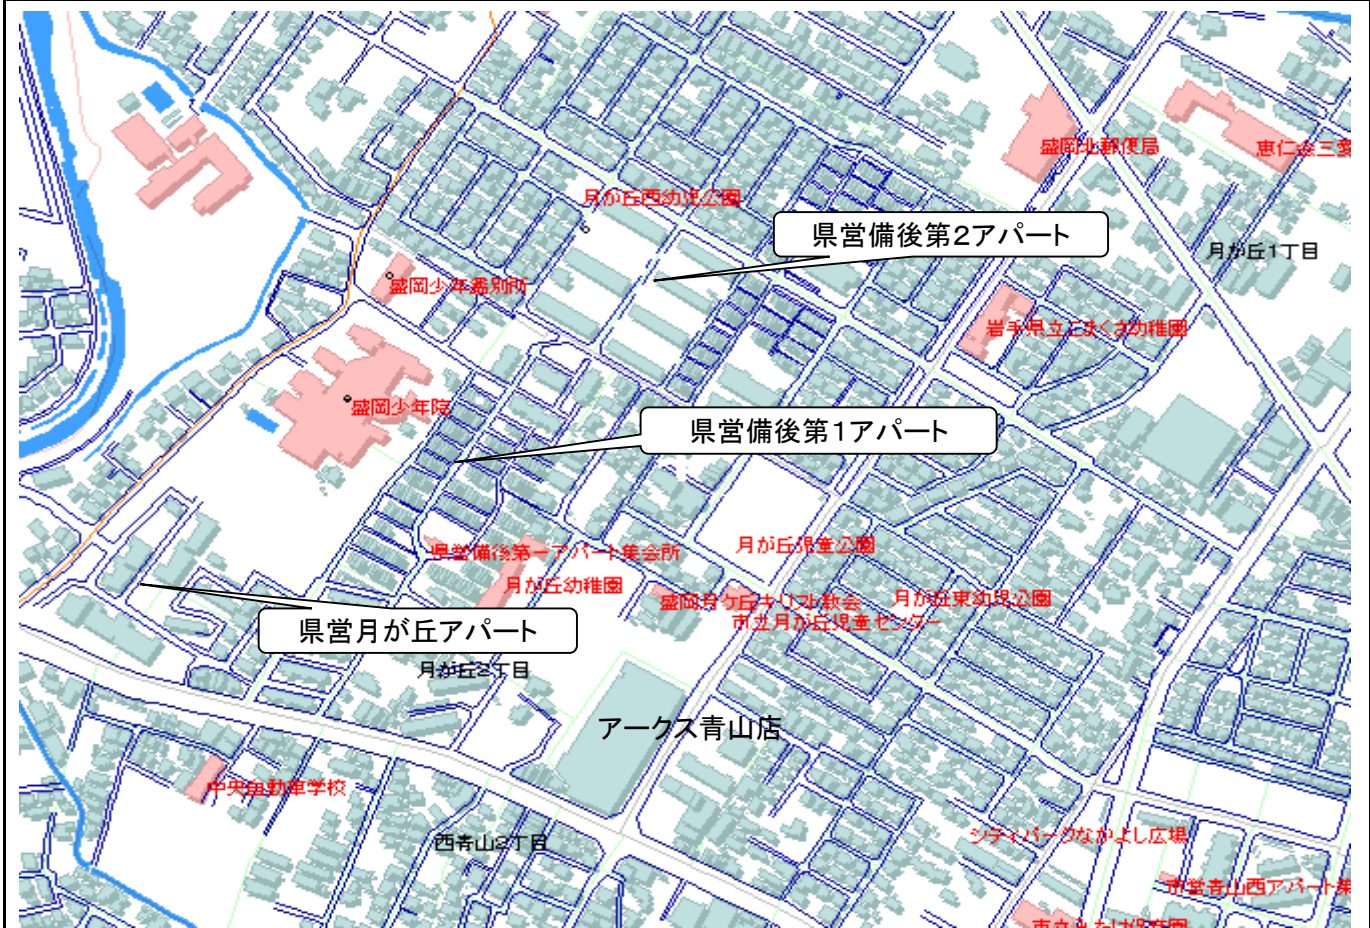 盛岡北郵便局
恵仁会三愛
月が丘西幼児公園
県営備後第2アパート
月が丘1丁目
盛岡少年鑑別所
岩手県立こまくさ幼稚園
盛岡少年院
県営備後第1アパート
県営備後第一アパート集会所
月が丘児童公園
月が丘幼稚園
盛岡月ケ丘キリスト教会
月が丘東幼児公園
市立月が丘児童センター
県営月が丘アパート
月が丘2丁目
アークス青山店
中央自動車学校
西青山2丁目
シティパークなかよし広場
市営青山西アパート集